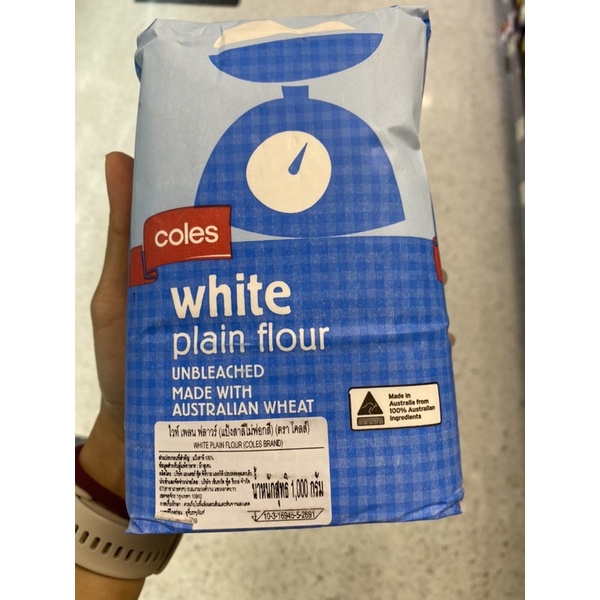 coles
white
plain flour
UNBLEACHED
MADE WITH
AUSTRALIAN WHEAT
Made in
Australia from
100% Australian
ingredients
ไวท์ เพลน ฟลาวร์ (แป้งสาลีไม่ฟอกสี) (ตรา โคลส์)
WHITE PLAIN FLOUR (COLES BRAND)
น้ำหนักสุทธิ 1,000 กรัม
10-3-16945-5-2691